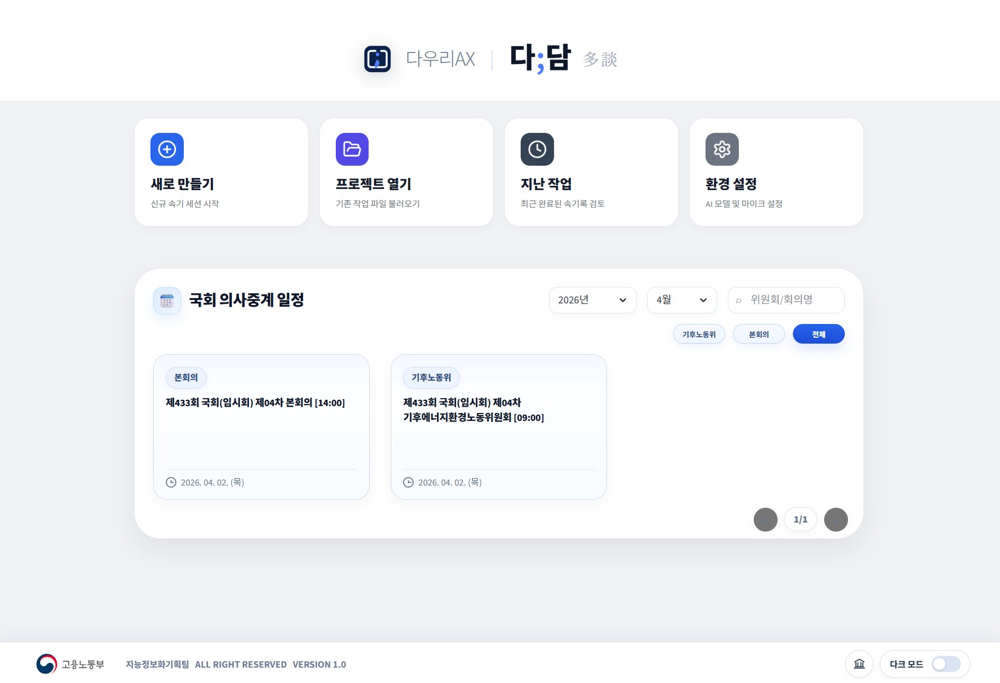 다우리AX
다;담 多談
새로 만들기
신규 속기 세션 시작
프로젝트 열기
기존 작업 파일 불러오기
지난 작업
최근 완료된 속기록 검토
환경 설정
AI 모델 및 마이크 설정
국회 의사중계 일정
2026년
4월
위원회/회의명
기후노동위
본회의
전체
본회의
제433회 국회(임시회) 제04차 본회의 [14:00]
2026. 04. 02. (목)
기후노동위
제433회 국회(임시회) 제04차
기후에너지환경노동위원회 [09:00]
2026. 04. 02. (목)
1/1
고용노동부
지능정보화기획팀 ALL RIGHT RESERVED VERSION 1.0
다크 모드